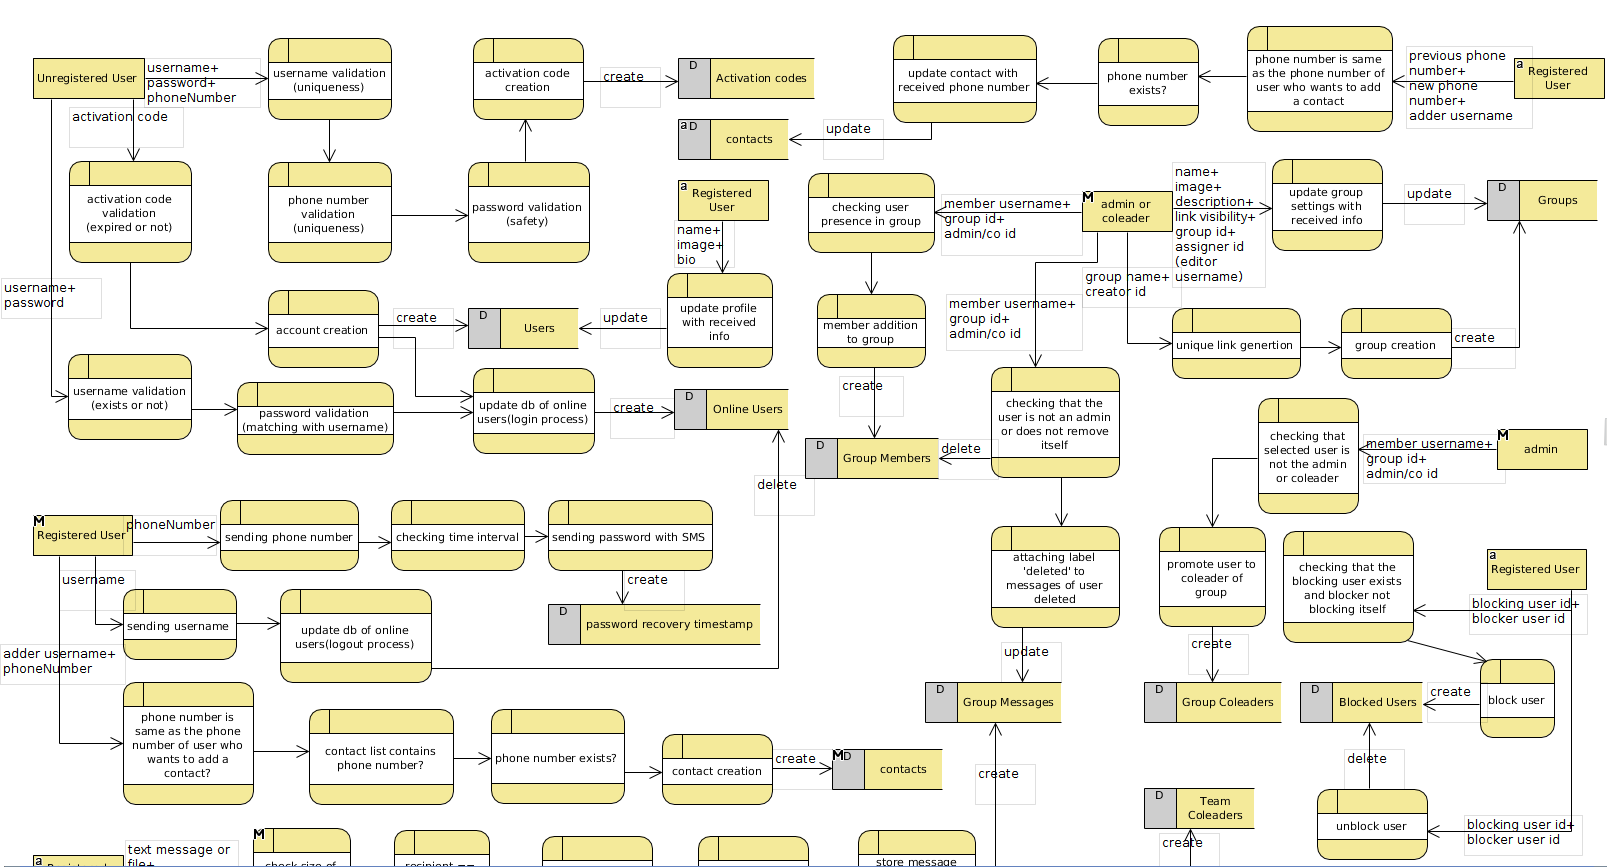 Unregistered User
username+
password+
phoneNumber
username validation
(uniqueness)
activation code
creation
create
D
Activation codes
update contact with
received phone number
phone number
exists?
phone number is same
as the phone number of
user who wants to add
a contact
previous phone
number+
new phone
number+
adder username
a
Registered
User
activation code
a D
contacts
update
activation code
validation
(expired or not)
phone number
validation
(uniqueness)
password validation
(safety)
a
Registered
User
name+
image+
bio
checking user
presence in group
member username+
group id+
admin/co id
M
admin or
coleader
name+
image+
description+
link visibility+
group id+
assigner id
(editor
username)
update group
settings with
received info
update
D
Groups
username+
password
account creation
create
D
Users
update
update profile
with received
info
member addition
to group
member username+
group id+
admin/co id
group name+
creator id
unique link genertion
group creation
create
username validation
(exists or not)
password validation
(matching with username)
update db of online
users(login process)
create
D
Online Users
create
checking that the
user is not an admin
or does not remove
itself
D
Group Members
delete
checking that
selected user is
not the admin
or coleader
member username+
group id+
admin/co id
M
admin
delete
M
Registered User
phoneNumber
sending phone number
checking time interval
sending password with SMS
attaching label
'deleted' to
messages of user
deleted
promote user to
coleader of
group
checking that the
blocking user exists
and blocker not
blocking itself
a
Registered User
blocking user id+
blocker user id
username
sending username
update db of online
users(logout process)
create
D
password recovery timestamp
adder username+
phoneNumber
update
create
D
Group Messages
D
Group Coleaders
D
Blocked Users
create
block user
phone number is
same as the phone
number of user who
wants to add a
contact?
contact list contains
phone number?
phone number exists?
contact creation
create
M D
contacts
create
delete
D
Team
Coleaders
unblock user
blocking user id+
blocker user id
create
a
Registered
text message or
file+
M
check size of
recipient ==
store message